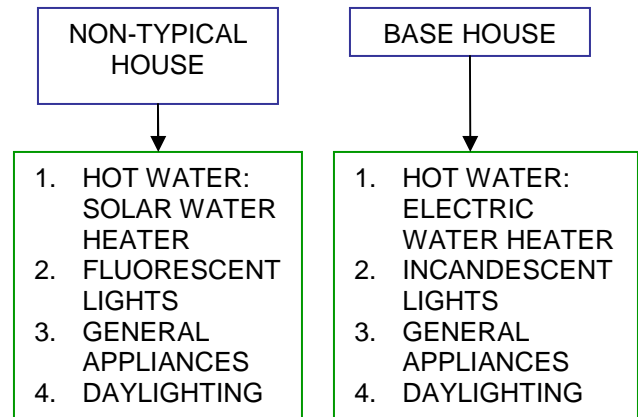 NON-TYPICAL
HOUSE
1. HOT WATER:
SOLAR WATER
HEATER
2. FLUORESCENT
LIGHTS
3. GENERAL
APPLIANCES
4. DAYLIGHTING
BASE HOUSE
1. HOT WATER:
ELECTRIC
WATER HEATER
2. INCANDESCENT
LIGHTS
3. GENERAL
APPLIANCES
4. DAYLIGHTING